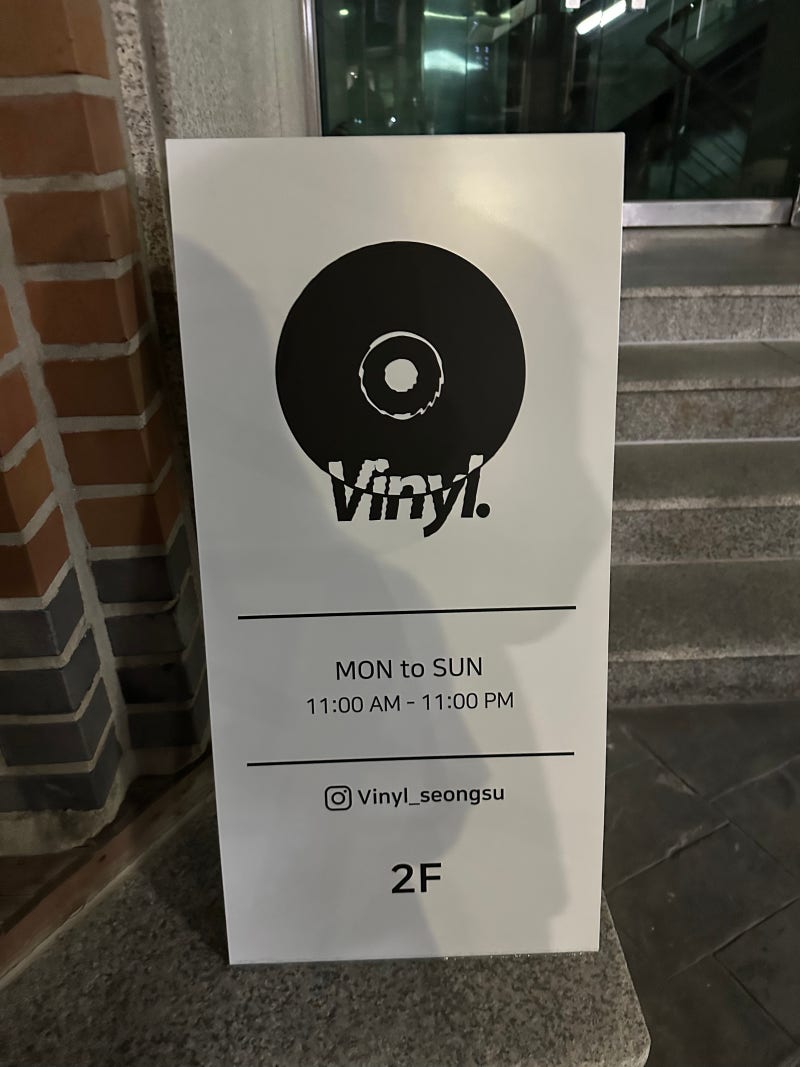 Vinyl.
MON to SUN
11:00 AM - 11:00 PM
Vinyl_seongsu
2F